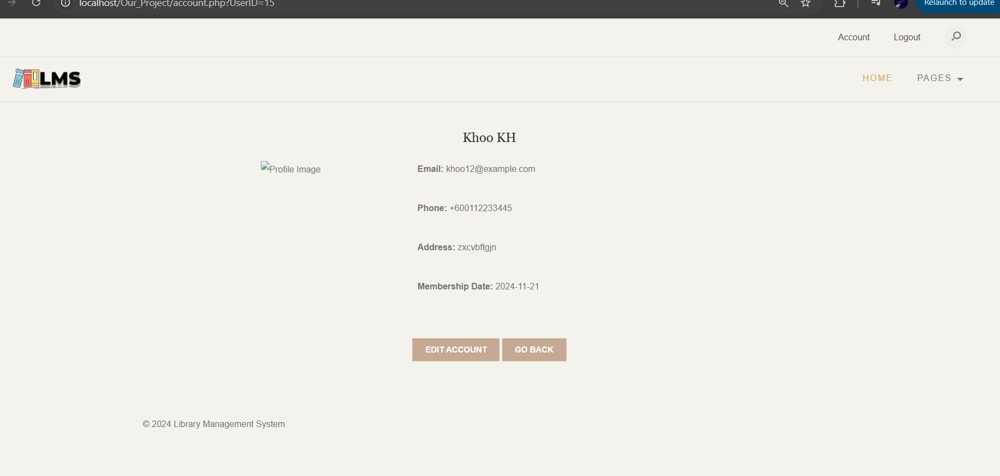 localhost/Our_Project/account.php?UserID=15
Relaunch to update
Account
Logout
LMS
HOME
PAGES
Khoo KH
Profile Image
Email: khoo12@example.com
Phone: +600112233445
Address: zxcvbftgjn
Membership Date: 2024-11-21
EDIT ACCOUNT
GO BACK
© 2024 Library Management System